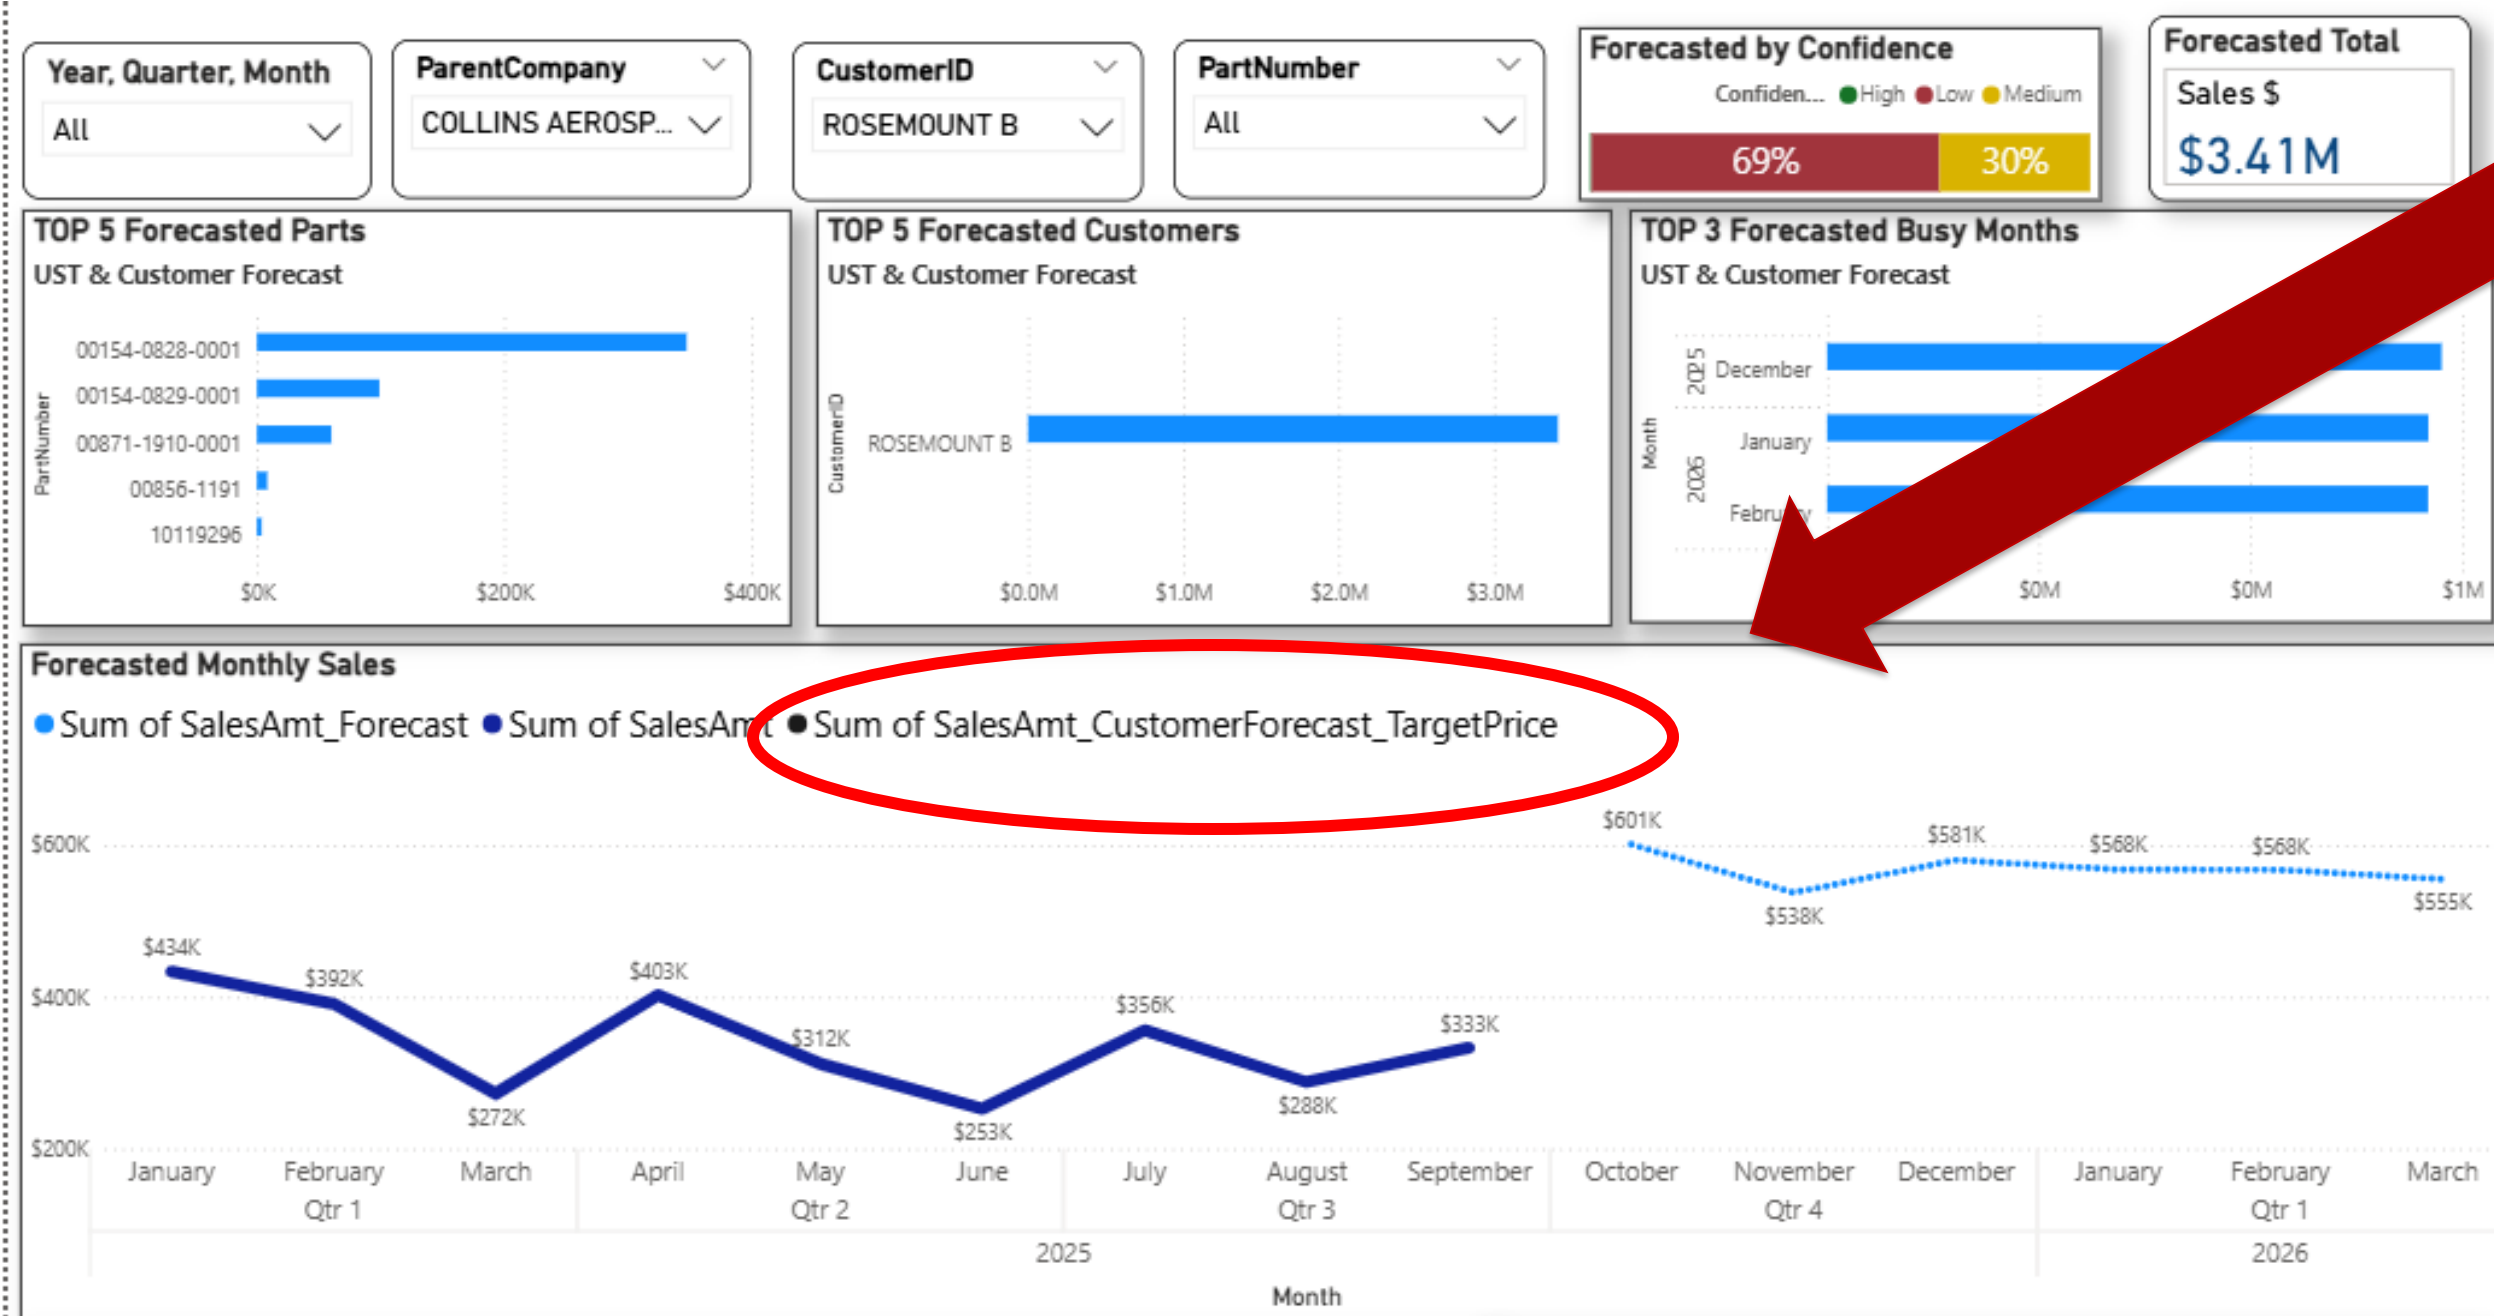 Year, Quarter, Month
All
ParentCompany
COLLINS AEROSP...
CustomerID
ROSEMOUNT B
PartNumber
All
Forecasted by Confidence
Confiden... High Low Medium
69% 30%
Forecasted Total
Sales $
$3.41M
TOP 5 Forecasted Parts
UST & Customer Forecast
PartNumber
00154-0828-0001
00154-0829-0001
00871-1910-0001
00856-1191
10119296
$0K $200K $400K
TOP 5 Forecasted Customers
UST & Customer Forecast
CustomerID
ROSEMOUNT B
$0.0M $1.0M $2.0M $3.0M
TOP 3 Forecasted Busy Months
UST & Customer Forecast
Month
2025
December
2026
January
February
$0M $0M $1M
Forecasted Monthly Sales
Sum of SalesAmt_Forecast Sum of SalesAmt Sum of SalesAmt_CustomerForecast_TargetPrice
$600K
$400K
$200K
$434K $392K $272K $403K $312K $253K $356K $288K $333K $601K $538K $581K $568K $568K $555K
January February March April May June July August September October November December January February March
Qtr 1 Qtr 2 Qtr 3 Qtr 4 Qtr 1
2025 2026
Month